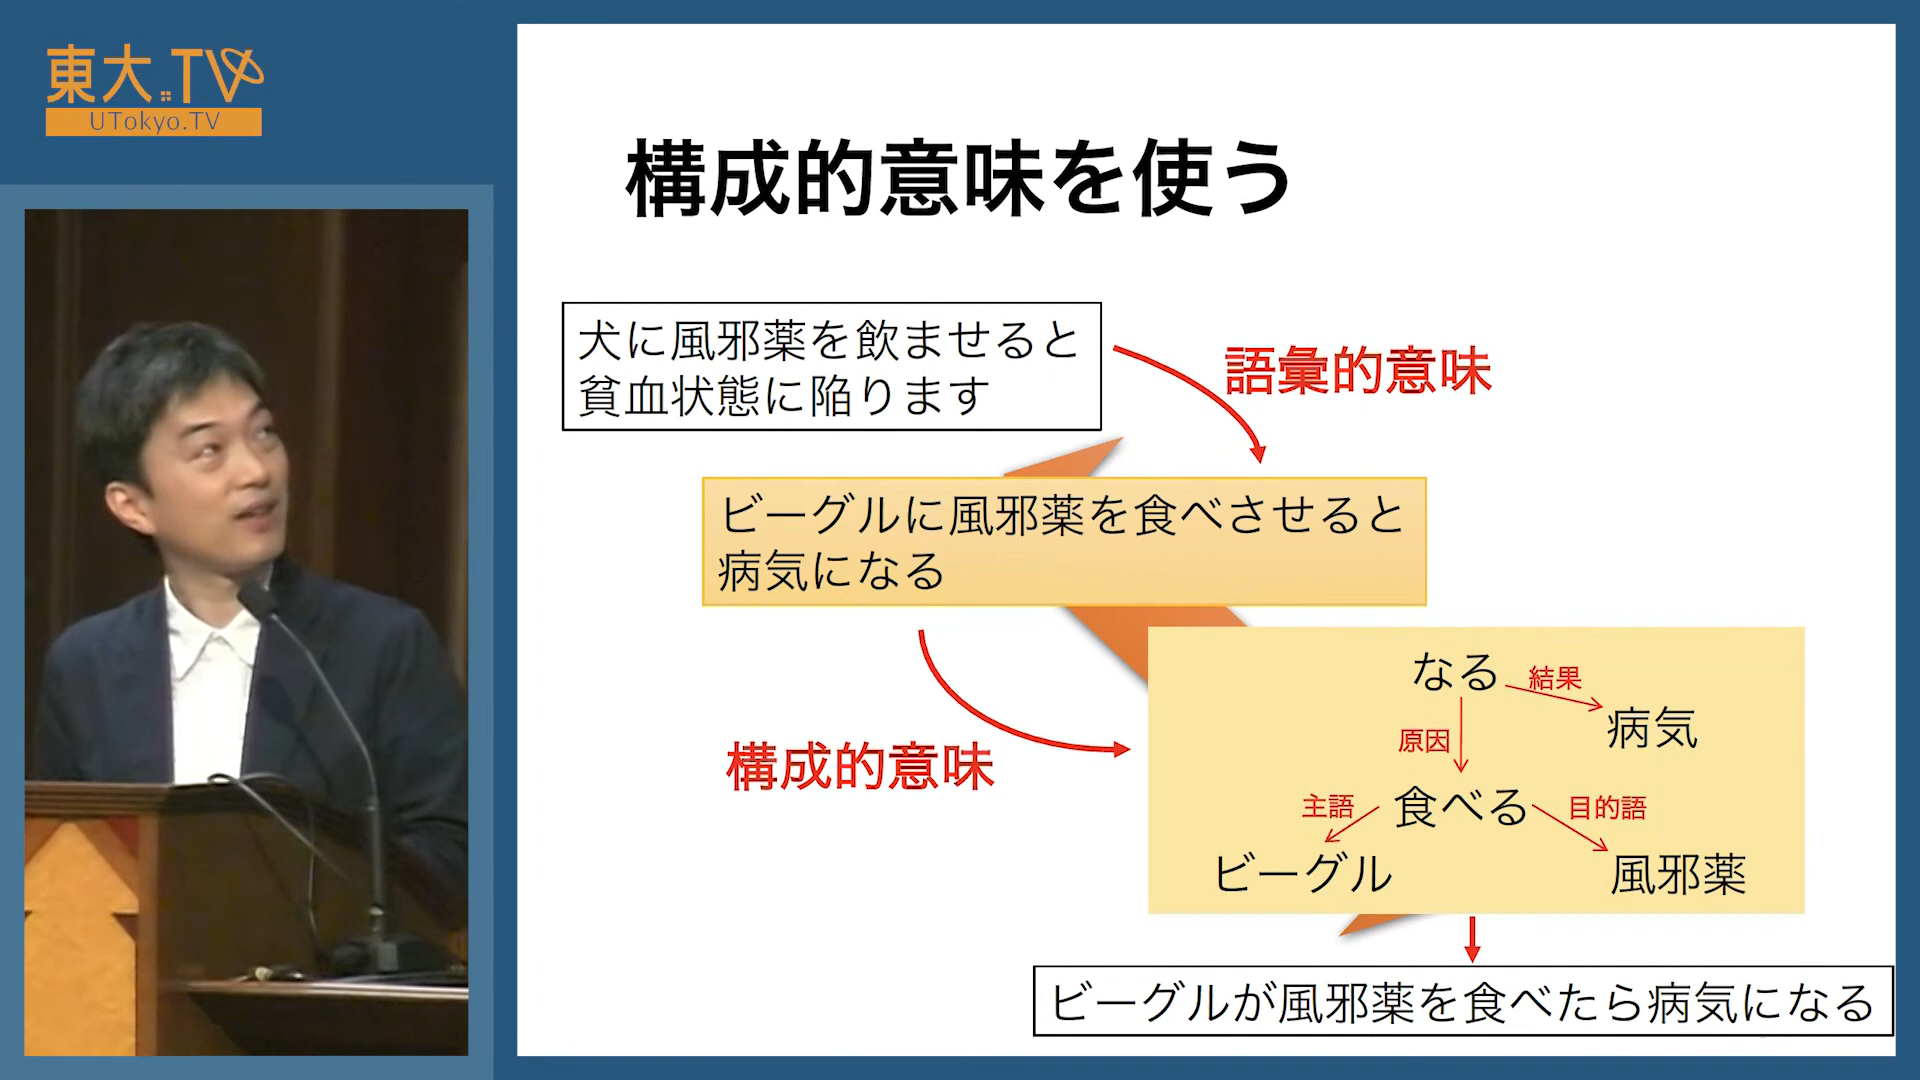 東大TV
UTokyo.TV
構成的意味を使う
犬に風邪薬を飲ませると
貧血状態に陥ります
語彙的意味
ビーグルに風邪薬を食べさせると
病気になる
構成的意味
なる
結果
病気
原因
主語
食べる
目的語
ビーグル
風邪薬
ビーグルが風邪薬を食べたら病気になる